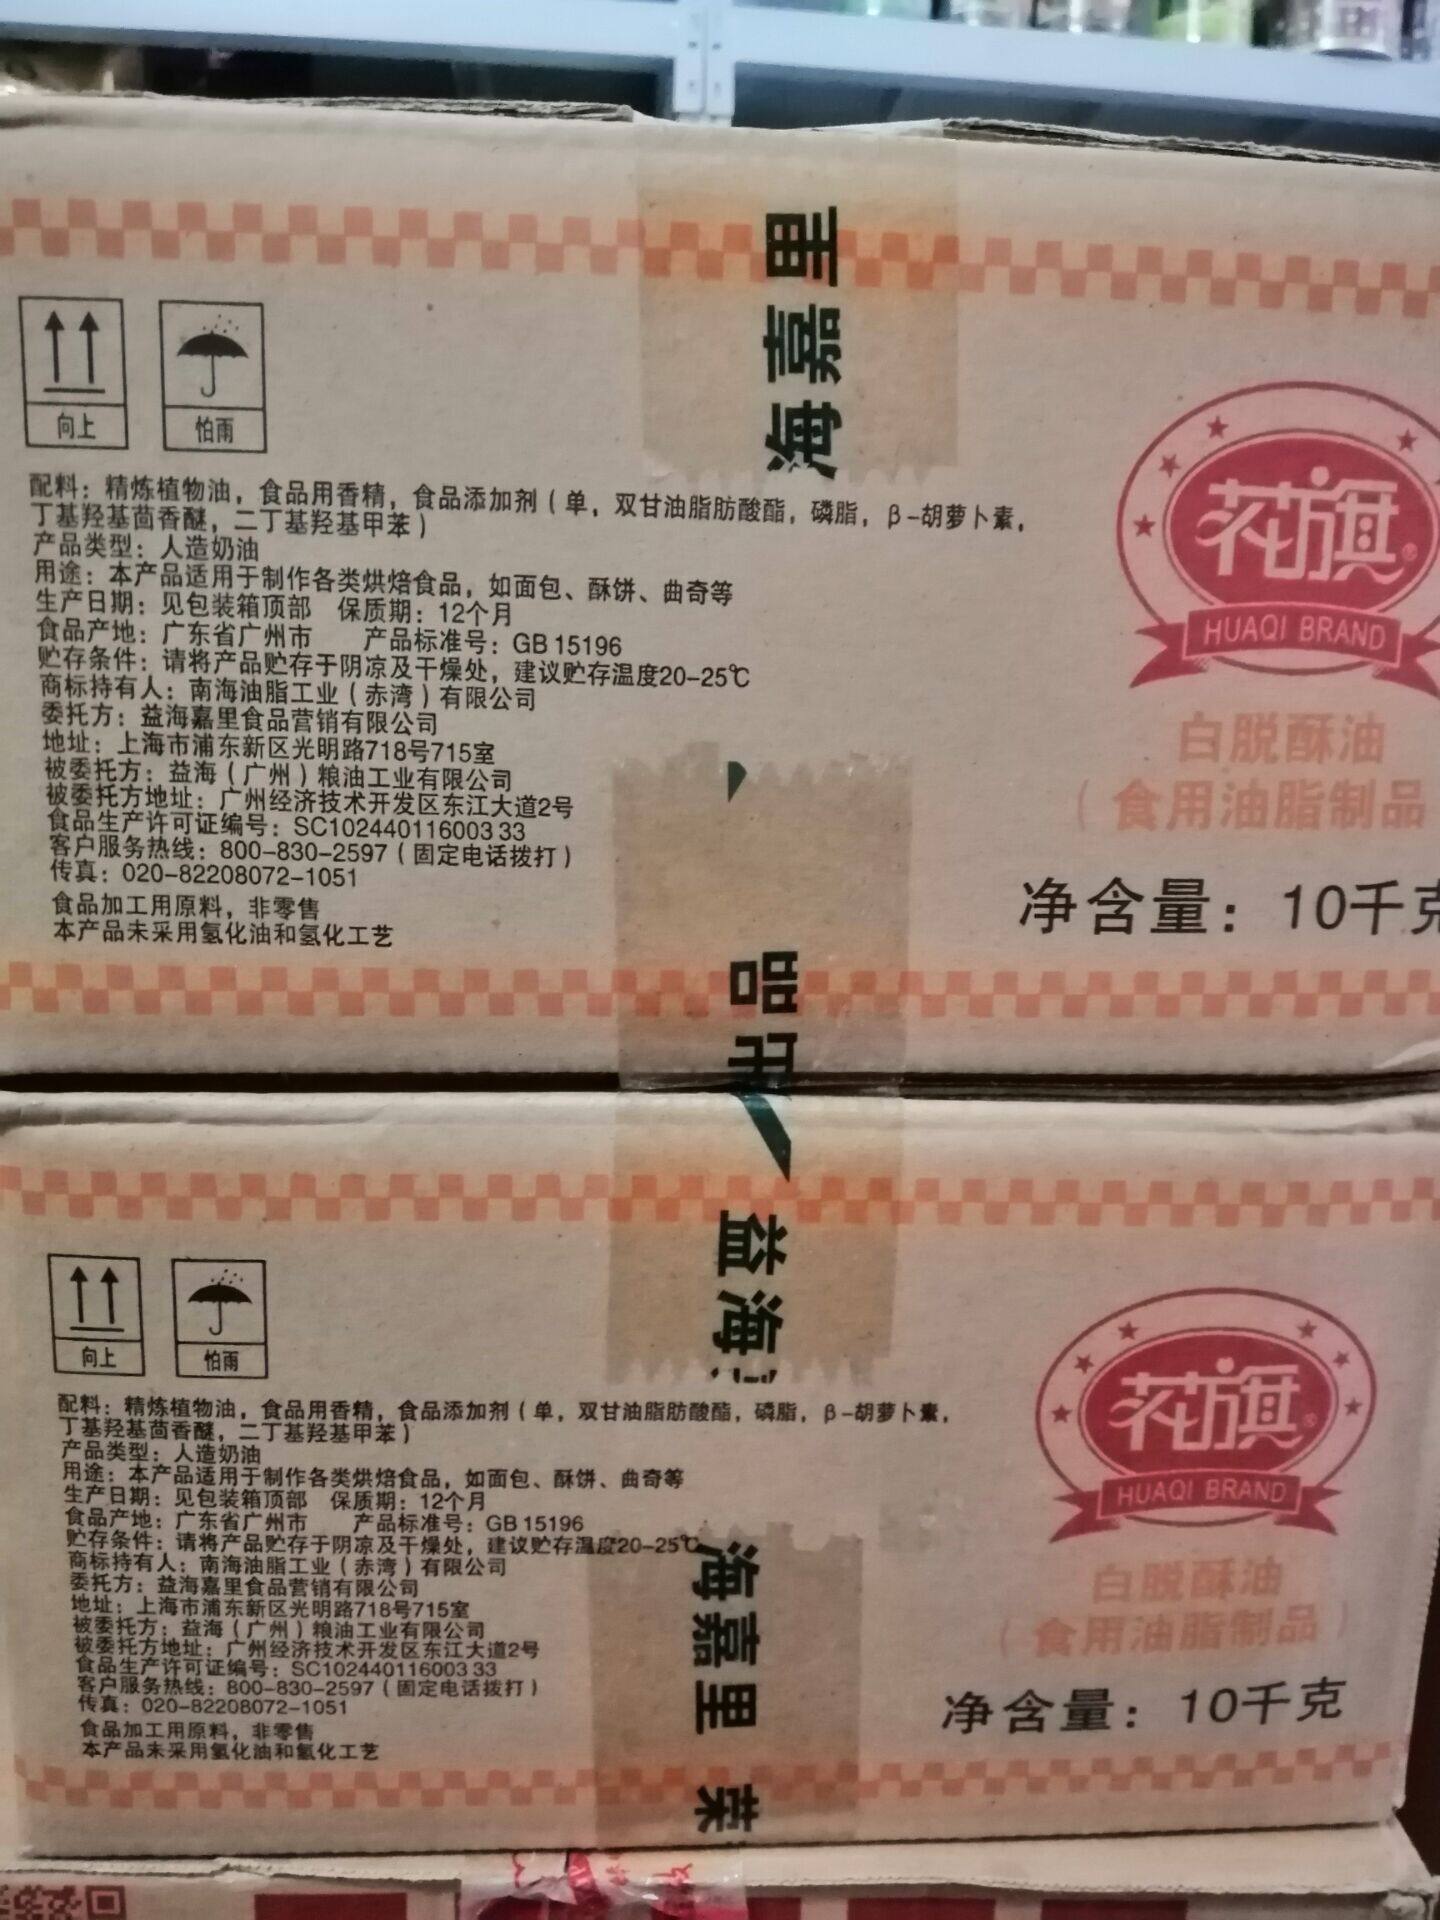 海嘉里
向上
怕雨
配料：精炼植物油，食品用香精，食品添加剂（单，双甘油脂肪酸酯，磷脂，β-胡萝卜素，
丁基羟基茴香醚，二丁基羟基甲苯）
产品类型：人造奶油
用途：本产品适用于制作各类烘焙食品，如面包、酥饼、曲奇等
生产日期：见包装箱顶部 保质期：12个月
食品产地：广东省广州市 产品标准号：GB 15196
贮存条件：请将产品贮存于阴凉及干燥处，建议贮存温度20-25℃
商标持有人：南海油脂工业（赤湾）有限公司
委托方：益海嘉里食品营销有限公司
地址：上海市浦东新区光明路718号715室
被委托方：益海（广州）粮油工业有限公司
被委托方地址：广州经济技术开发区东江大道2号
食品生产许可证编号：SC102440116003 33
客户服务热线：800-830-2597（固定电话拨打）
传真：020-82208072-1051
食品加工用原料，非零售
本产品未采用氢化油和氢化工艺
花旗®
HUAQI BRAND
白脱酥油
（食用油脂制品
净含量：10千克
品
出
益海
向上
怕雨
配料：精炼植物油，食品用香精，食品添加剂（单，双甘油脂肪酸酯，磷脂，β-胡萝卜素，
丁基羟基茴香醚，二丁基羟基甲苯）
产品类型：人造奶油
用途：本产品适用于制作各类烘焙食品，如面包、酥饼、曲奇等
生产日期：见包装箱顶部 保质期：12个月
食品产地：广东省广州市 产品标准号：GB 15196
贮存条件：请将产品贮存于阴凉及干燥处，建议贮存温度20-25℃
商标持有人：南海油脂工业（赤湾）有限公司
委托方：益海嘉里食品营销有限公司
地址：上海市浦东新区光明路718号715室
被委托方：益海（广州）粮油工业有限公司
被委托方地址：广州经济技术开发区东江大道2号
食品生产许可证编号：SC102440116003 33
客户服务热线：800-830-2597（固定电话拨打）
传真：020-82208072-1051
食品加工用原料，非零售
本产品未采用氢化油和氢化工艺
海嘉里 荣
花旗®
HUAQI BRAND
白脱酥油
（食用油脂制品）
净含量：10千克